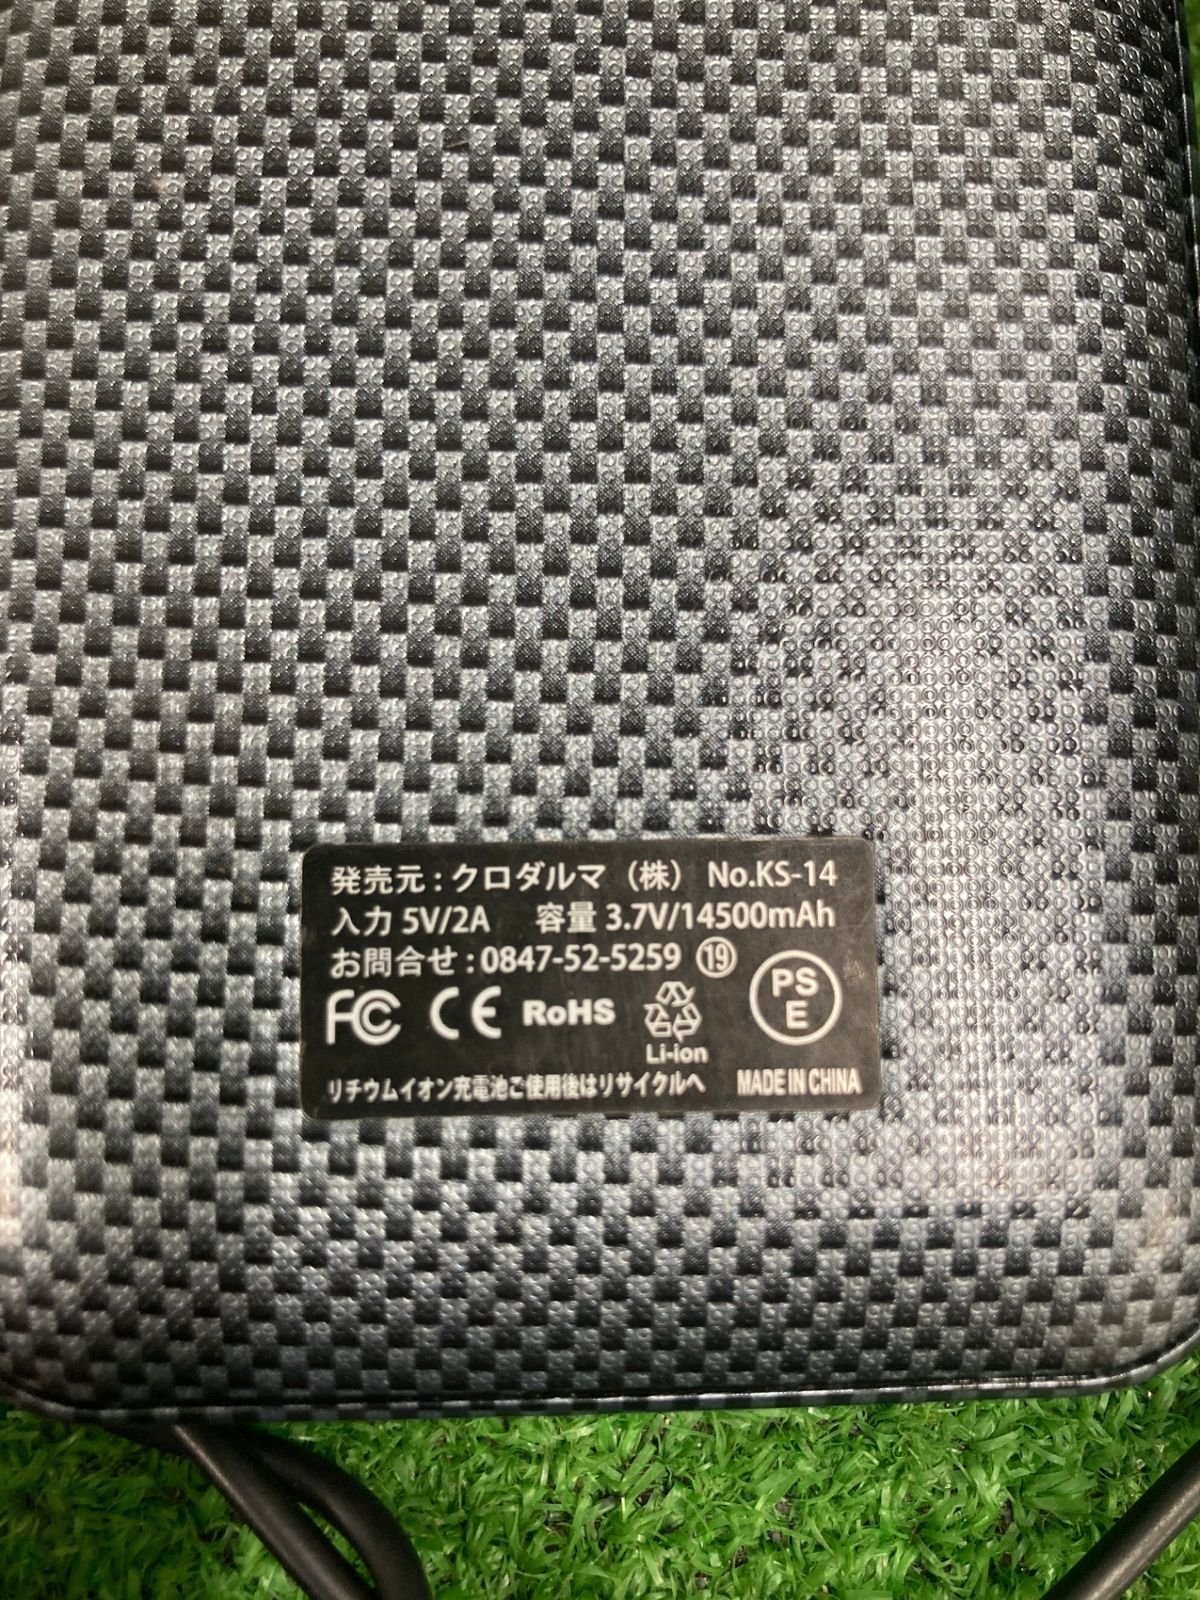 発売元：クロダルマ（株） No.KS-14
入力 5V/2A 容量 3.7V/14500mAh
お問合せ：0847-52-5259 ⑲
FC CE RoHS PSE
Li-ion
リチウムイオン充電池ご使用後はリサイクルへ MADE IN CHINA